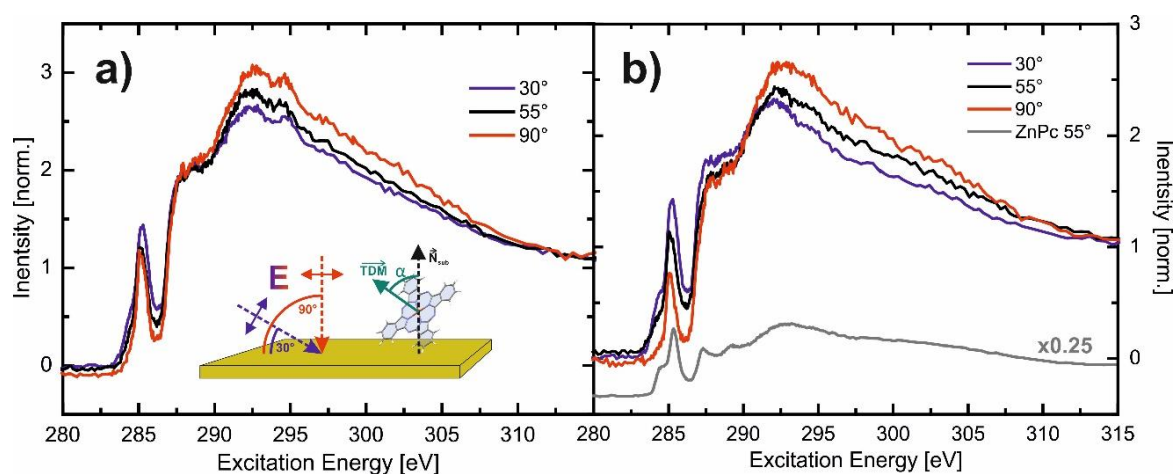 a)
30°
55°
90°
Inentsity [norm.]
3
2
1
0
E
90°
30°
TDM
α
N sub
280 285 290 295 300 305 310
Excitation Energy [eV]
b)
30°
55°
90°
ZnPc 55°
x0.25
3
2
1
0
Inentsity [norm.]
280 285 290 295 300 305 310 315
Excitation Energy [eV]